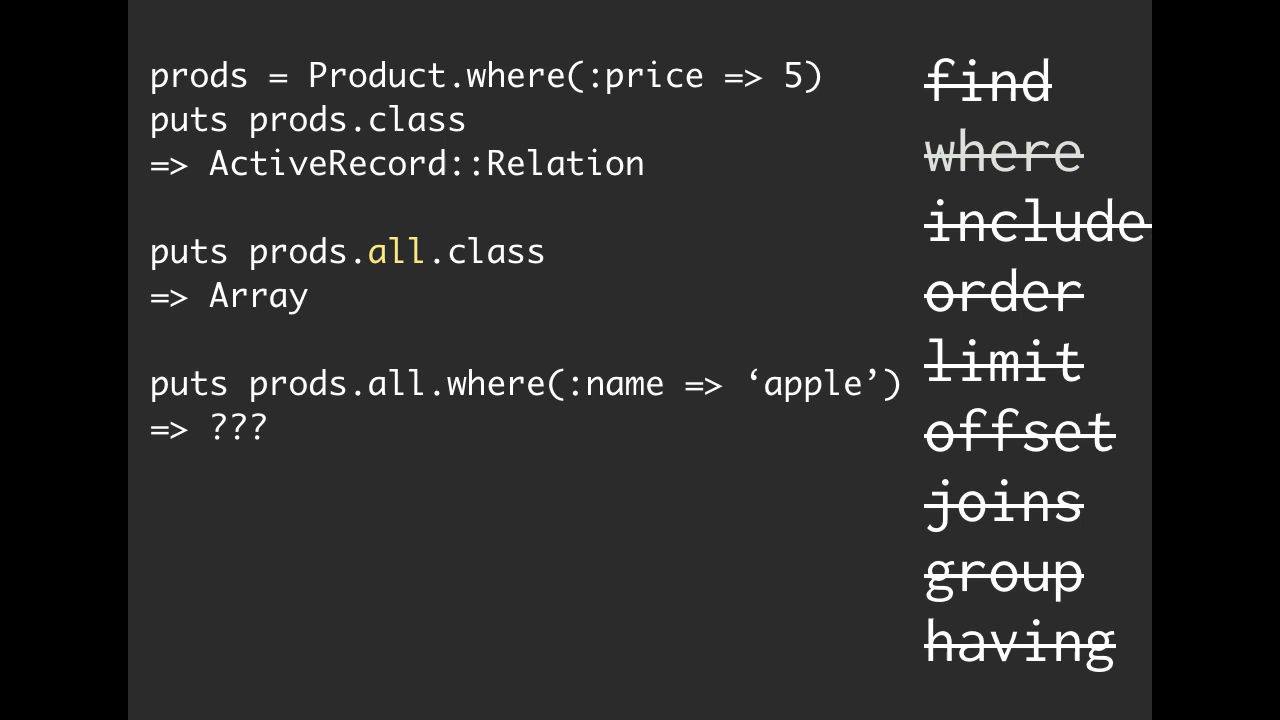 prods = Product.where(:price => 5)
puts prods.class
=> ActiveRecord::Relation
puts prods.all.class
=> Array
puts prods.all.where(:name => ‘apple’)
=> ???
find
where
include
order
limit
offset
joins
group
having